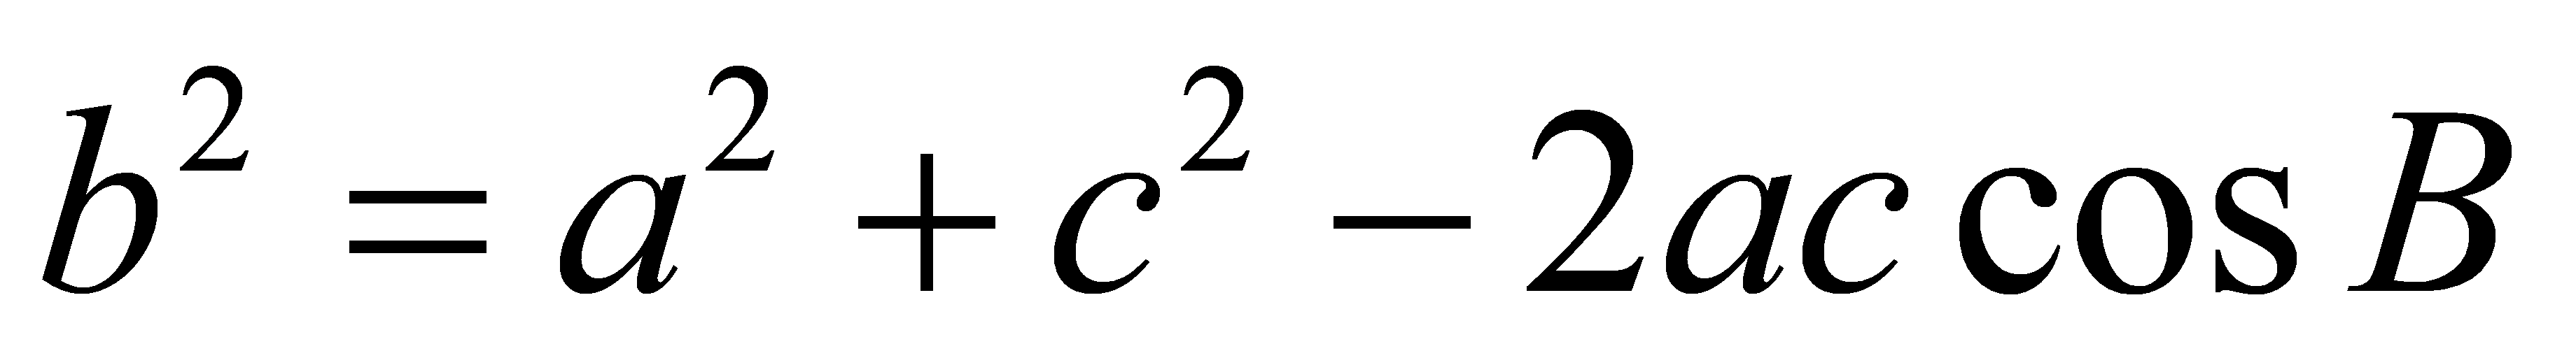 b² = a² + c² − 2ac cos B